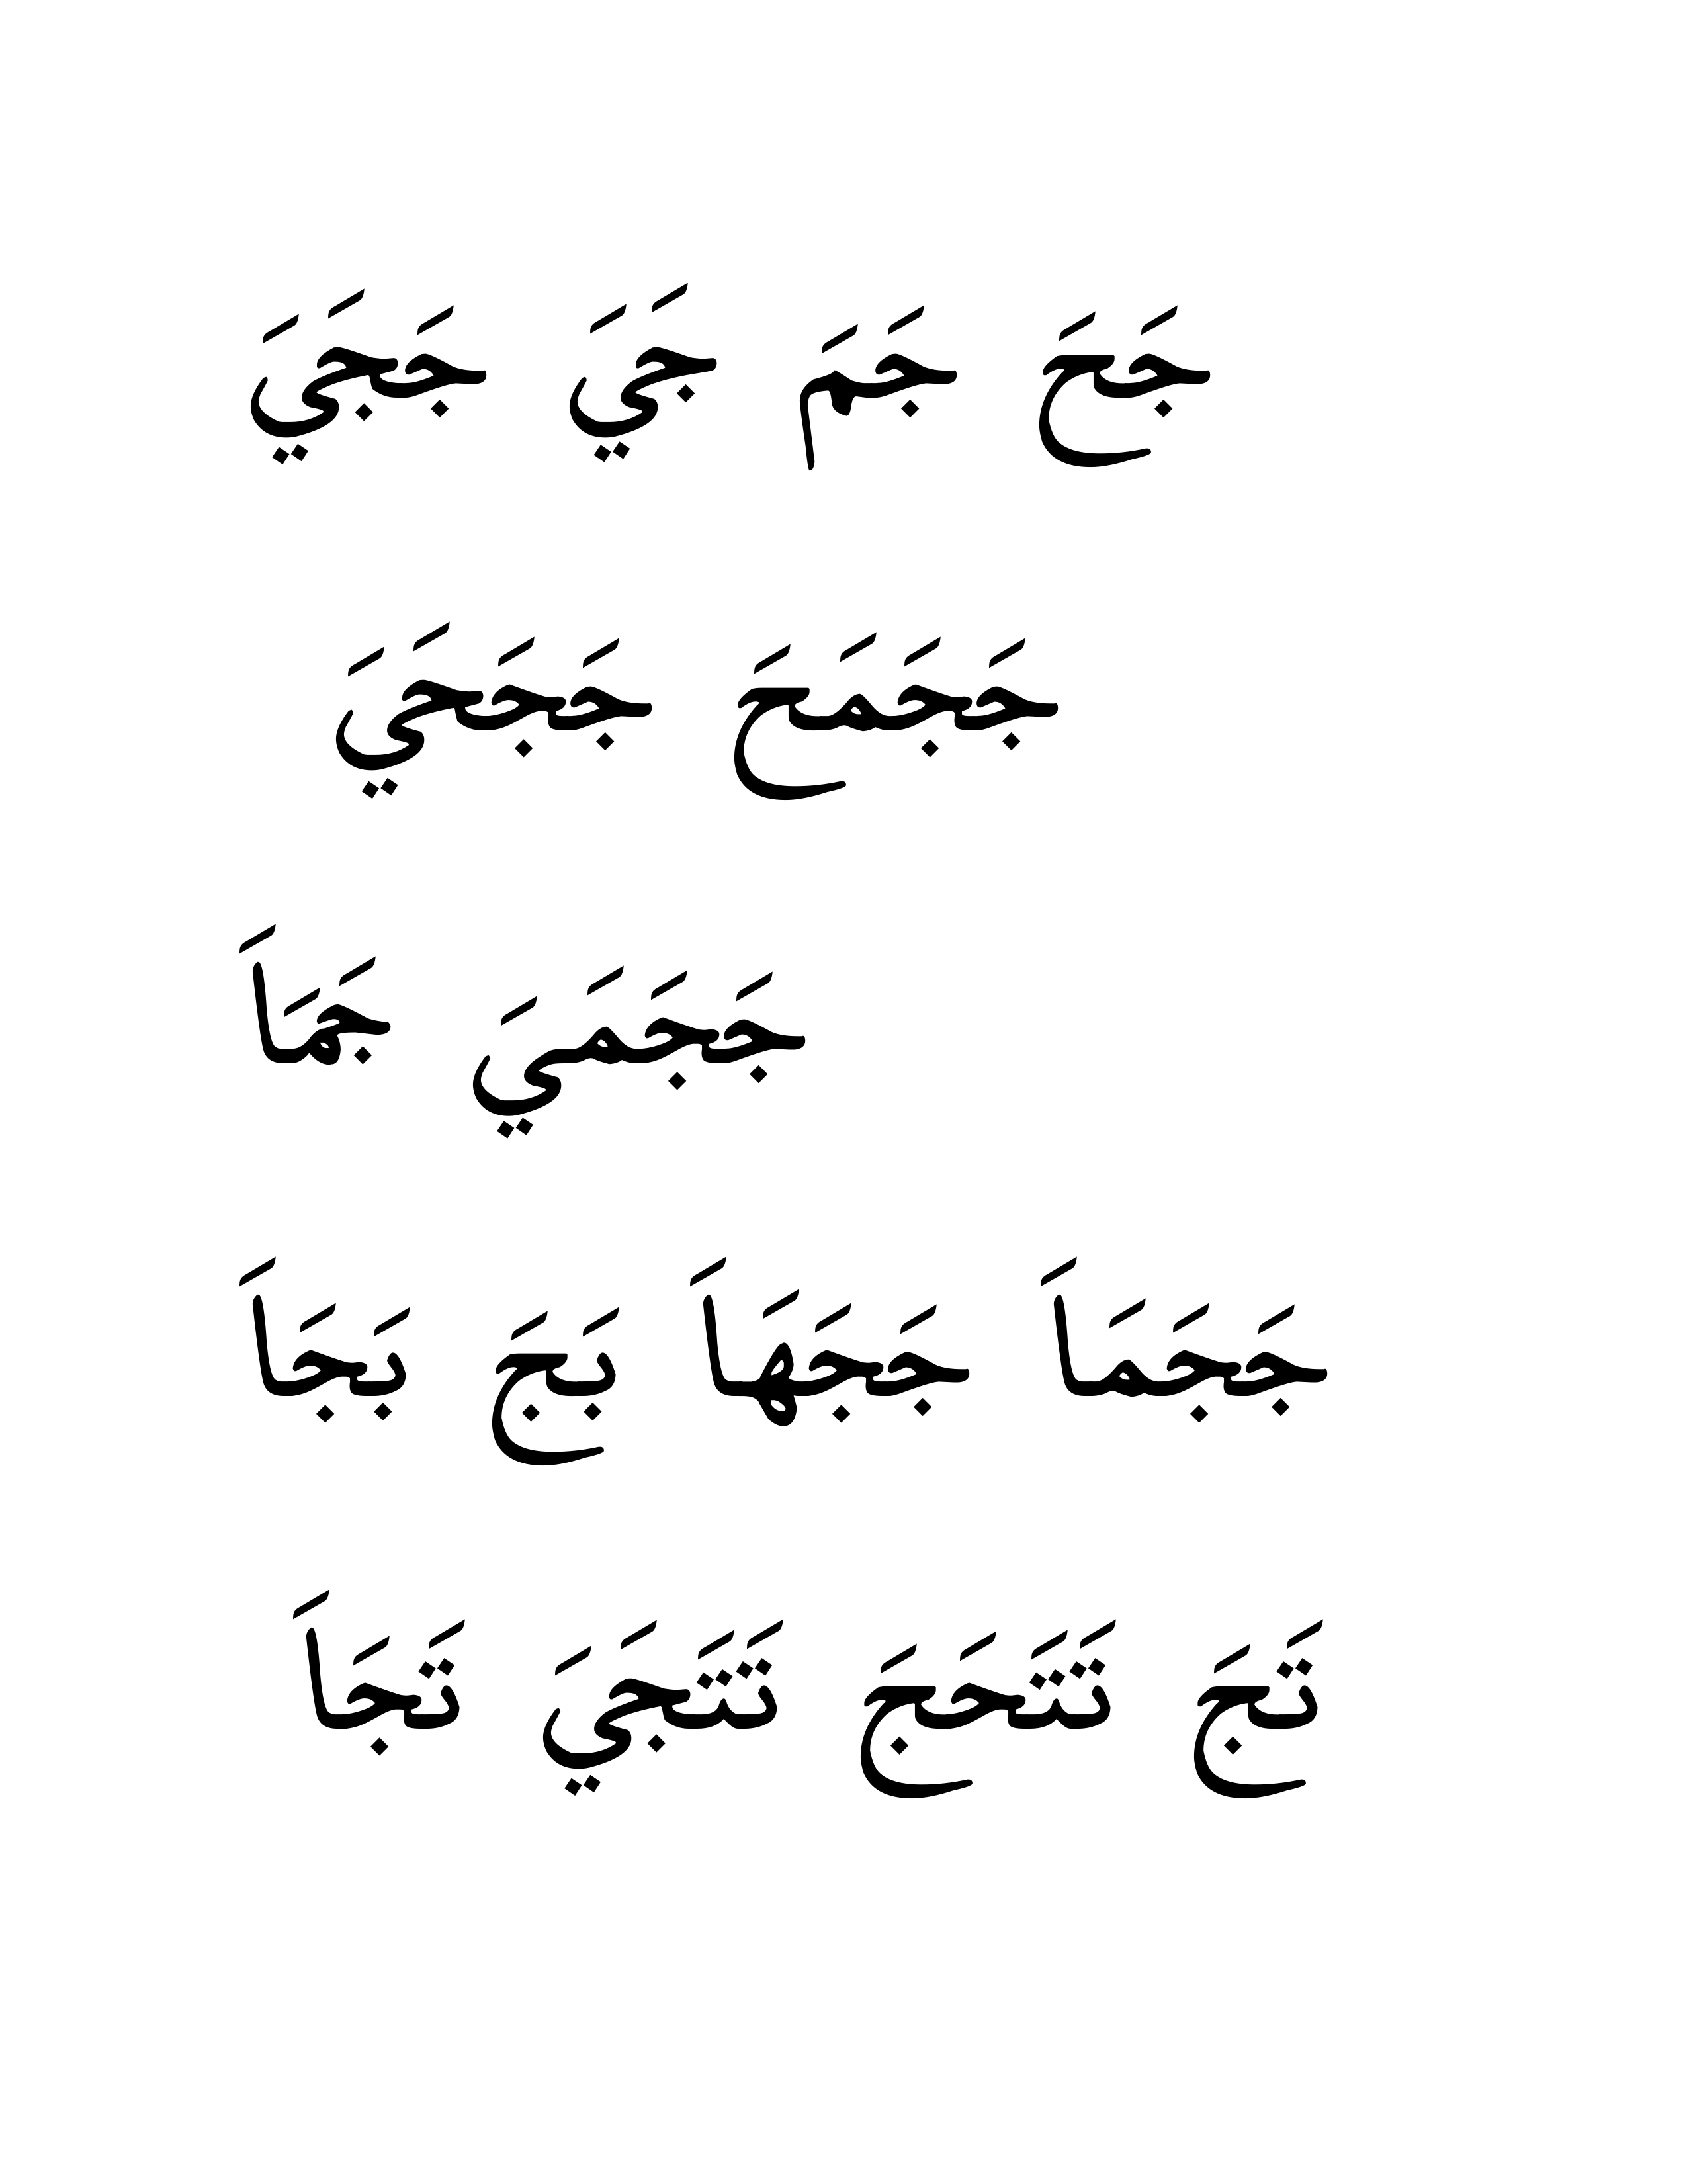 جَحَ جَمَ جَيَ جَجَيَ
جَجَمَحَ جَجَحَيَ
جَجَمَيَ جَمَاَ
جَجَمَاَ جَجَهَاَ بَجَ بَجَاَ
تَجَ تَتَحَجَ تَتَجَيَ تَجَاَ